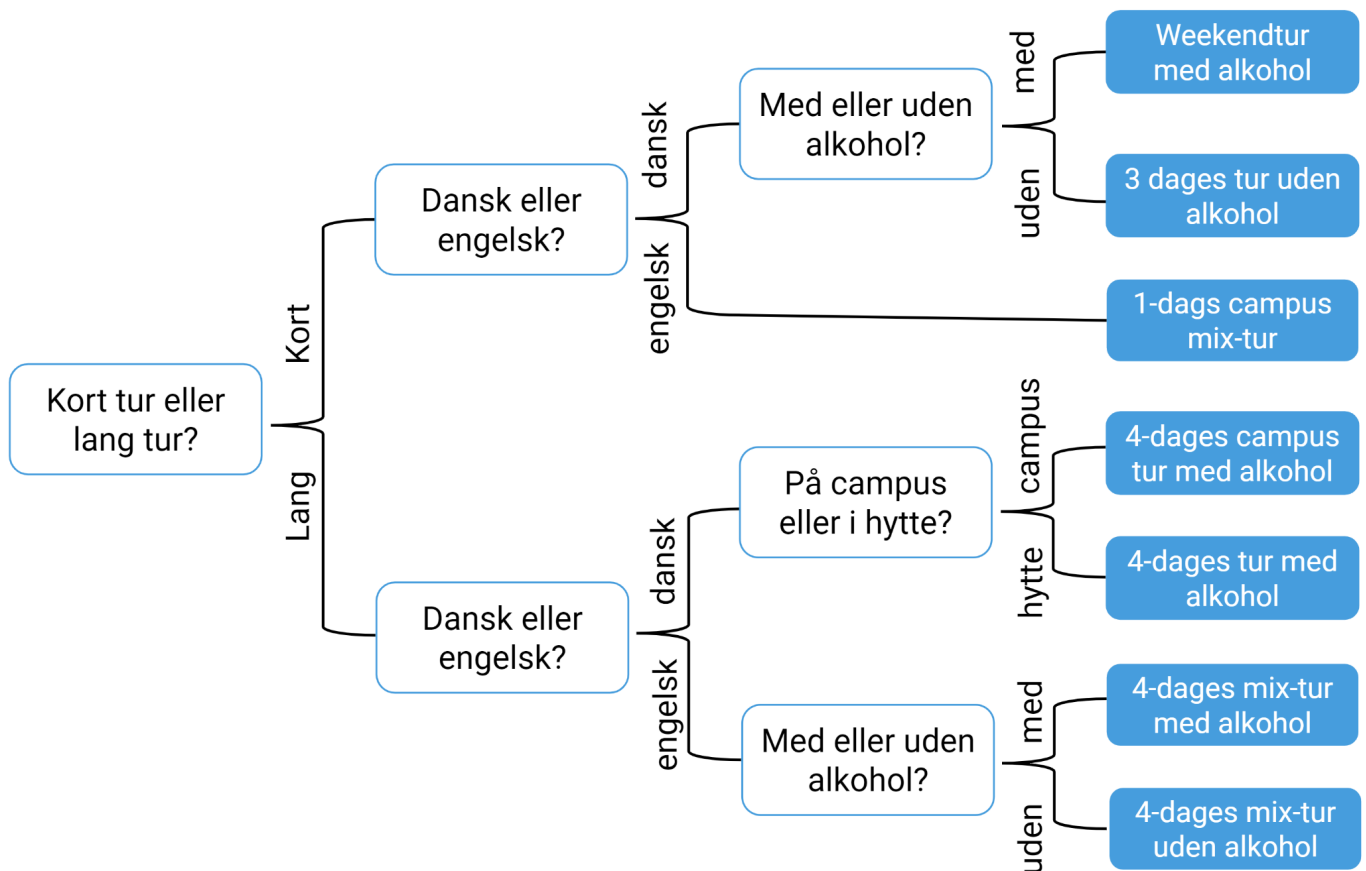 Kort tur eller
lang tur?
Kort
Lang
Dansk eller
engelsk?
dansk
engelsk
Med eller uden
alkohol?
med
uden
Weekendtur
med alkohol
3 dages tur uden
alkohol
1-dags campus
mix-tur
Dansk eller
engelsk?
dansk
engelsk
På campus
eller i hytte?
campus
hytte
4-dages campus
tur med alkohol
4-dages tur med
alkohol
Med eller uden
alkohol?
med
uden
4-dages mix-tur
med alkohol
4-dages mix-tur
uden alkohol